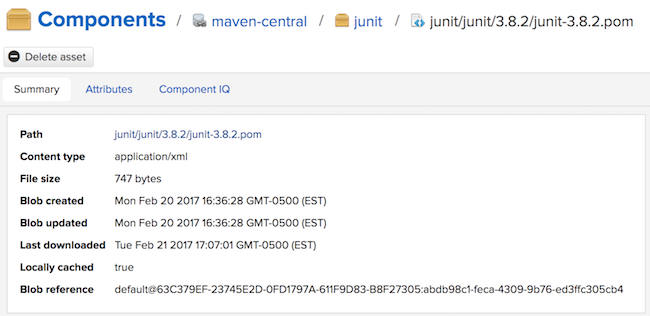 Components / maven-central / junit / junit/junit/3.8.2/junit-3.8.2.pom
Delete asset
Summary Attributes Component IQ
Path junit/junit/3.8.2/junit-3.8.2.pom
Content type application/xml
File size 747 bytes
Blob created Mon Feb 20 2017 16:36:28 GMT-0500 (EST)
Blob updated Mon Feb 20 2017 16:36:28 GMT-0500 (EST)
Last downloaded Tue Feb 21 2017 17:07:01 GMT-0500 (EST)
Locally cached true
Blob reference default@63C379EF-23745E2D-0FD1797A-611F9D83-B8F27305:abdb98c1-feca-4309-9b76-ed3ffc305cb4